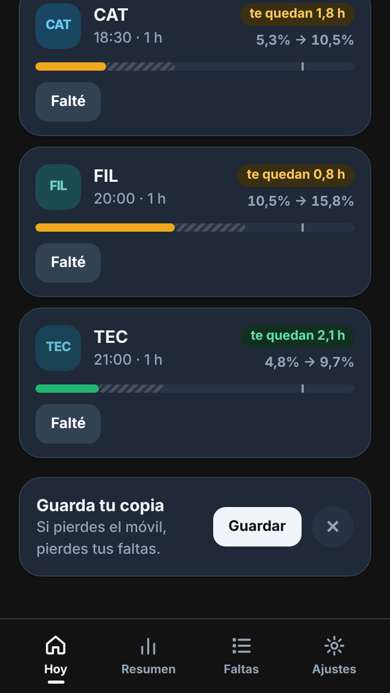 CAT
CAT
te quedan 1,8 h
18:30 · 1 h
5,3% → 10,5%
Falté
FIL
FIL
te quedan 0,8 h
20:00 · 1 h
10,5% → 15,8%
Falté
TEC
TEC
te quedan 2,1 h
21:00 · 1 h
4,8% → 9,7%
Falté
Guarda tu copia
Si pierdes el móvil,
pierdes tus faltas.
Guardar
Hoy
Resumen
Faltas
Ajustes